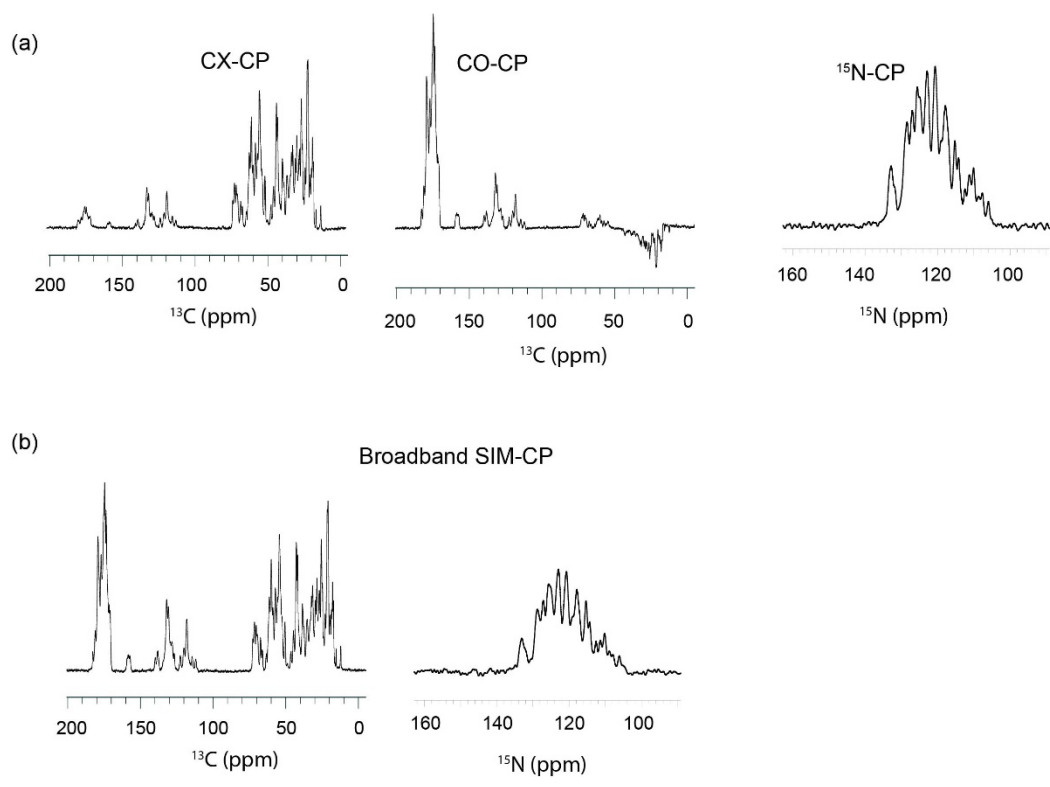 (a)
CX-CP
CO-CP
¹⁵N-CP
200 150 100 50 0
¹³C (ppm)
200 150 100 50 0
¹³C (ppm)
160 140 120 100
¹⁵N (ppm)
(b)
Broadband SIM-CP
200 150 100 50 0
¹³C (ppm)
160 140 120 100
¹⁵N (ppm)